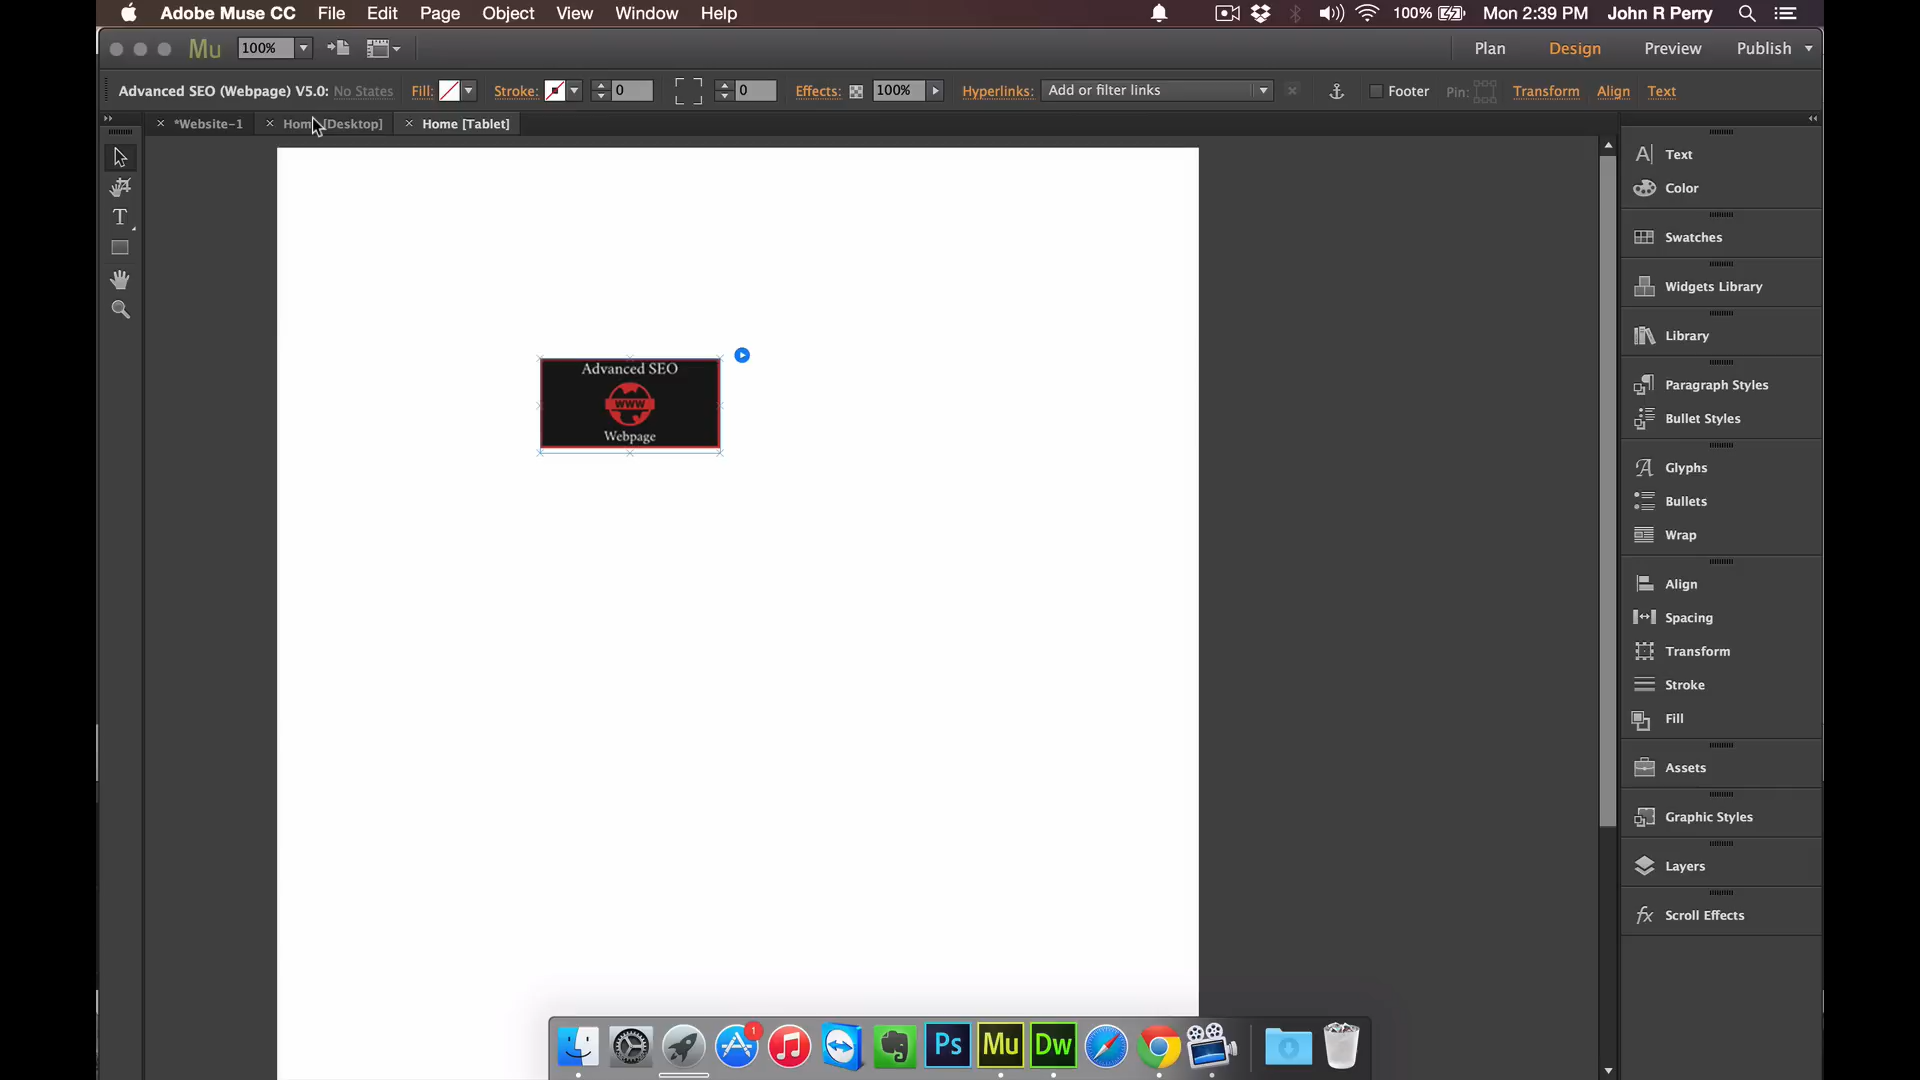 Adobe Muse CC File Edit Page Object View Window Help 100% Mon 2:39 PM John R Perry
Mu 100% Plan Design Preview Publish
Advanced SEO (Webpage) V5.0: No States Fill: Stroke: 0 0 Effects: 100% Hyperlinks: Add or filter links Footer Pin: Transform Align Text
*Website-1 Home [Desktop] Home [Tablet]
Text
Color
Swatches
Widgets Library
Library
Paragraph Styles
Bullet Styles
Glyphs
Bullets
Wrap
Align
Spacing
Transform
Stroke
Fill
Assets
Graphic Styles
Layers
Scroll Effects
Advanced SEO
WWW
Webpage
1
Ps Mu Dw